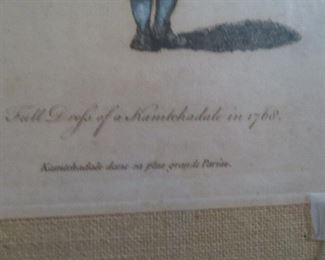 Full Dress of a Kamtchadale in 1768.
Kamtchadale dans sa plus grande Parure.